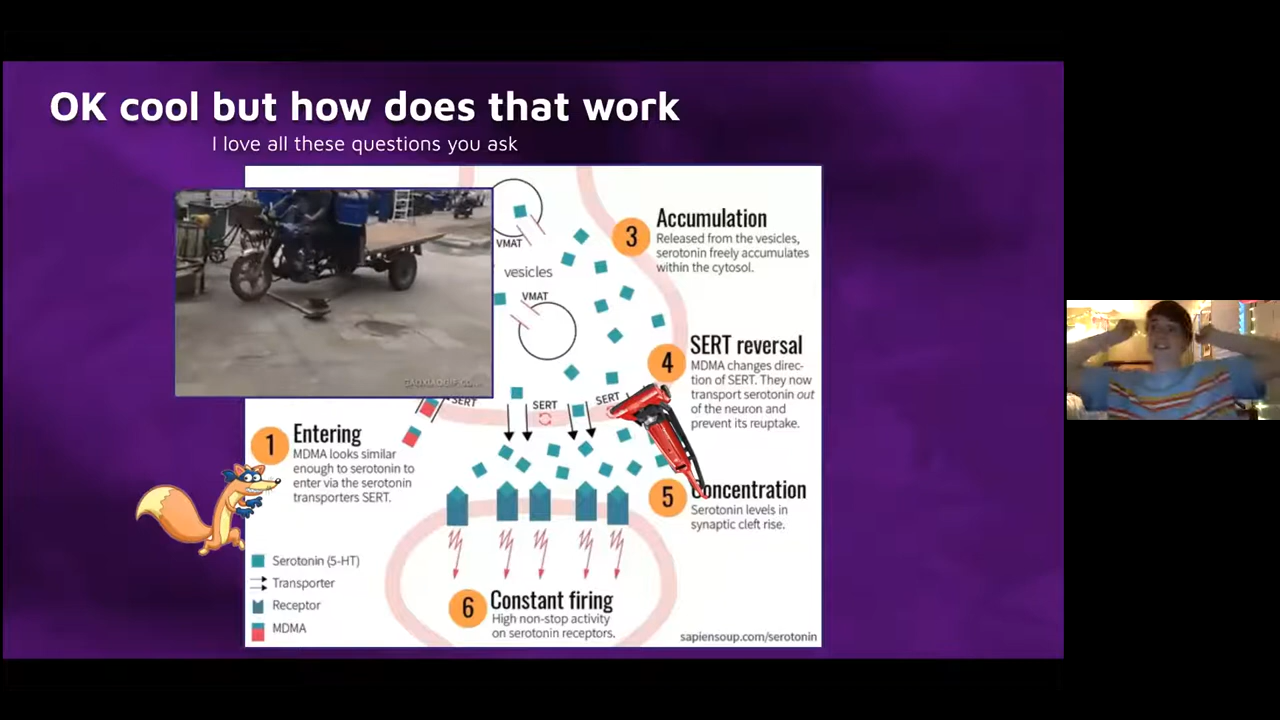 OK cool but how does that work
I love all these questions you ask
VMAT
vesicles
VMAT
3
Accumulation
Released from the vesicles,
serotonin freely accumulates
within the cytosol.
4
SERT reversal
MDMA changes direc-
tion of SERT. They now
transport serotonin out
of the neuron and
prevent its reuptake.
SERT
SERT
SERT
1
Entering
MDMA looks similar
enough to serotonin to
enter via the serotonin
transporters SERT.
5
Concentration
Serotonin levels in
synaptic cleft rise.
Serotonin (5-HT)
Transporter
Receptor
MDMA
6
Constant firing
High non-stop activity
on serotonin receptors.
sapiensoup.com/serotonin